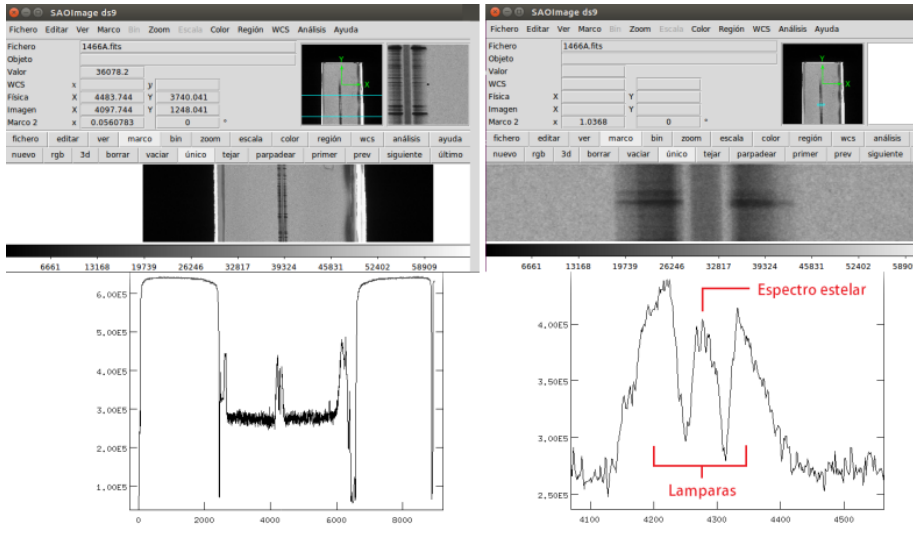 SAOImage ds9
Fichero Editar Ver Marco Bin Zoom Escala Color Región WCS Análisis Ayuda
Fichero 1466A.fits
Objeto
Valor 36078.2
WCS x y
Física X 4483.744 Y 3740.041
Imagen X 4097.744 Y 1248.041
Marco 2 x 0.0560783 0 °
fichero editar ver marco bin zoom escala color región wcs análisis ayuda
nuevo rgb 3d borrar vaciar único tejar parpadear primer prev siguiente último
6661 13168 19739 26246 32817 39324 45831 52402 58909
6.00E5
5.00E5
4.00E5
3.00E5
2.00E5
1.00E5
0 2000 4000 6000 8000
SAOImage ds9
Fichero Editar Ver Marco Bin Zoom Escala Color Región WCS Análisis Ayuda
Fichero 1466A.fits
Objeto
Valor
WCS
Física X Y
Imagen X Y
Marco 2 x 1.0368 0 °
fichero editar ver marco bin zoom escala color región wcs análisis
nuevo rgb 3d borrar vaciar único tejar parpadear primer prev siguiente
6661 13168 19739 26246 32817 39324 45831 52402 58909
Espectro estelar
4.00E5
3.50E5
3.00E5
2.50E5
Lamparas
4100 4200 4300 4400 4500